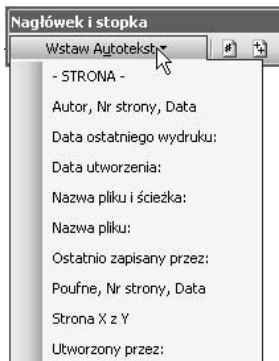 Nagłówek i stopka
Wstaw Autotekst
- STRONA -
Autor, Nr strony, Data
Data ostatniego wydruku:
Data utworzenia:
Nazwa pliku i ścieżka:
Nazwa pliku:
Ostatnio zapisany przez:
Poufne, Nr strony, Data
Strona X z Y
Utworzony przez: